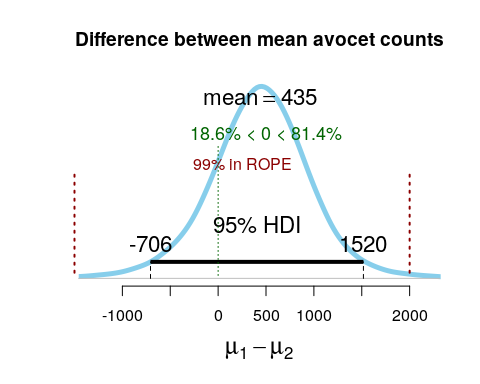 Difference between mean avocet counts
mean = 435
18.6% < 0 < 81.4%
99% in ROPE
95% HDI
-706 1520
-1000 0 500 1000 2000
μ1 − μ2